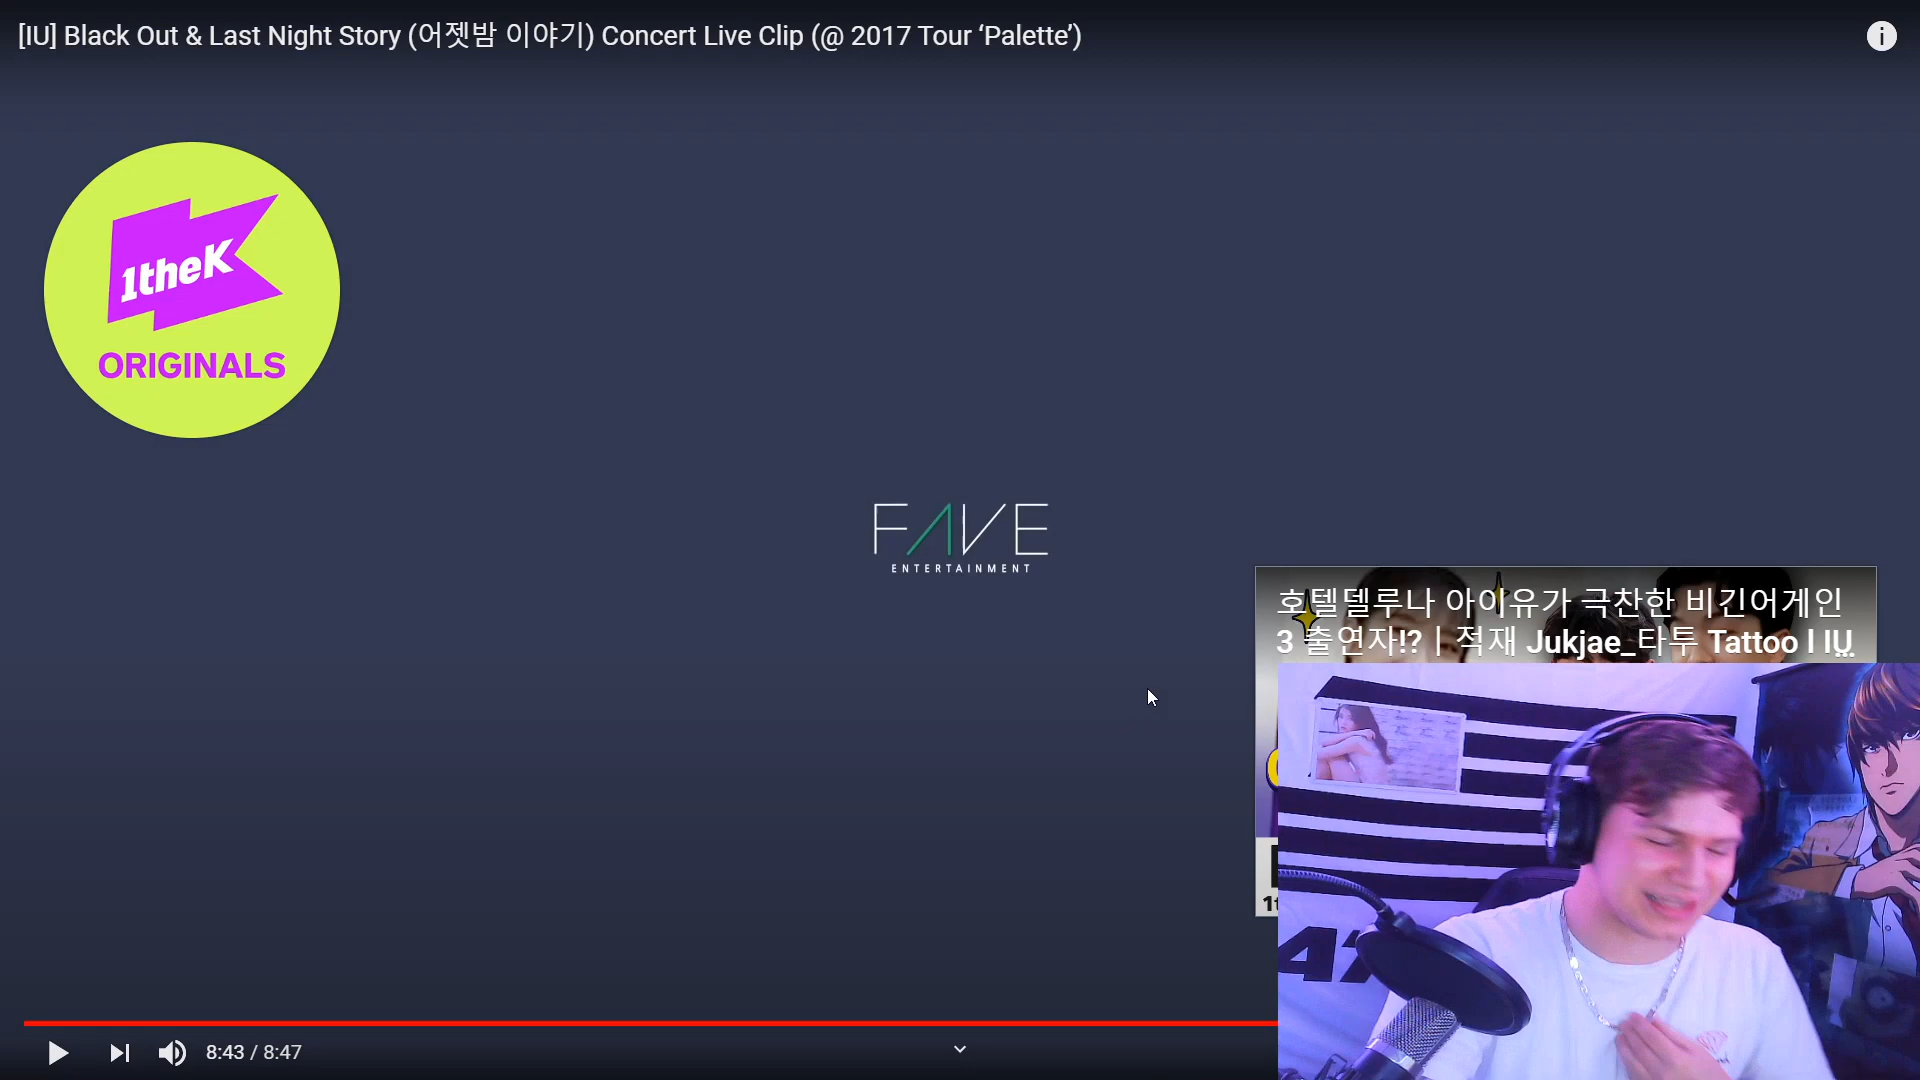 [IU] Black Out & Last Night Story (어젯밤 이야기) Concert Live Clip (@ 2017 Tour ‘Palette’)
1theK
ORIGINALS
FAVE
ENTERTAINMENT
호텔델루나 아이유가 극찬한 비긴어게인
3 출연자!?ㅣ적재 Jukjae_타투 Tattoo l IU...
8:43 / 8:47